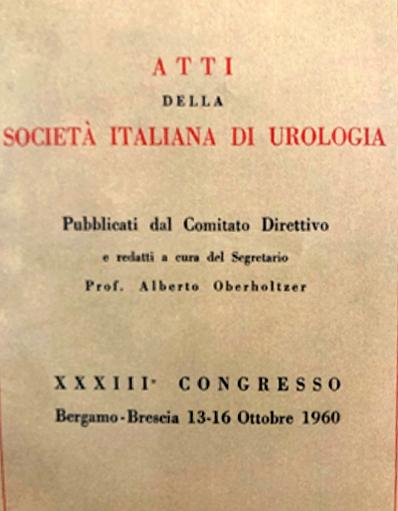 ATTI
DELLA
SOCIETÀ ITALIANA DI UROLOGIA
Pubblicati dal Comitato Direttivo
e redatti a cura del Segretario
Prof. Alberto Oberholtzer
XXXIII° CONGRESSO
Bergamo-Brescia 13-16 Ottobre 1960